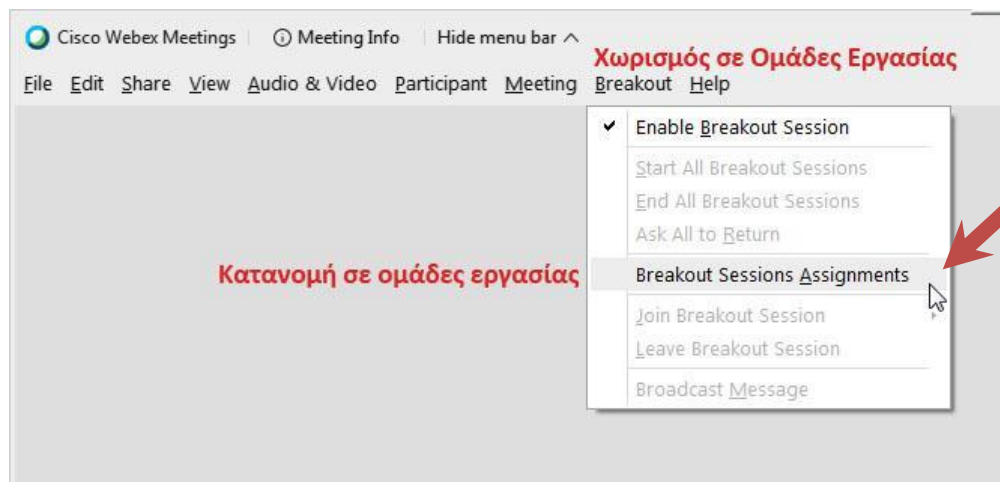 Cisco Webex Meetings Meeting Info Hide menu bar
Χωρισμός σε Ομάδες Εργασίας
File Edit Share View Audio & Video Participant Meeting Breakout Help
Enable Breakout Session
Start All Breakout Sessions
End All Breakout Sessions
Ask All to Return
Κατανομή σε ομάδες εργασίας
Breakout Sessions Assignments
Join Breakout Session
Leave Breakout Session
Broadcast Message